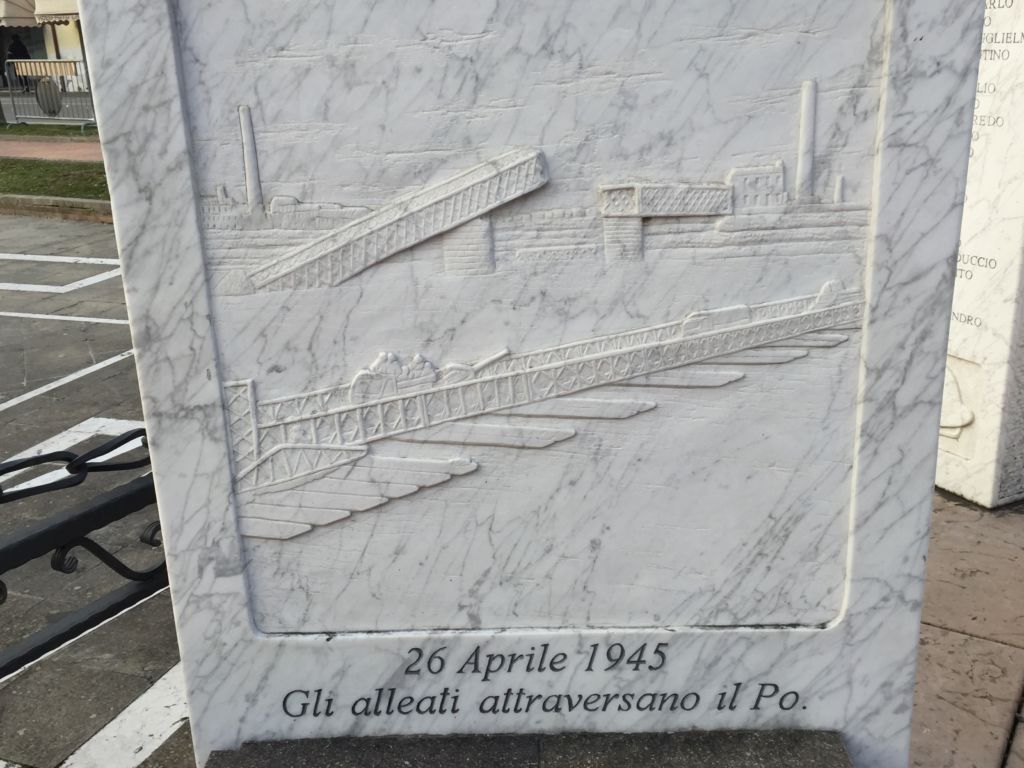 26 Aprile 1945
Gli alleati attraversano il Po.